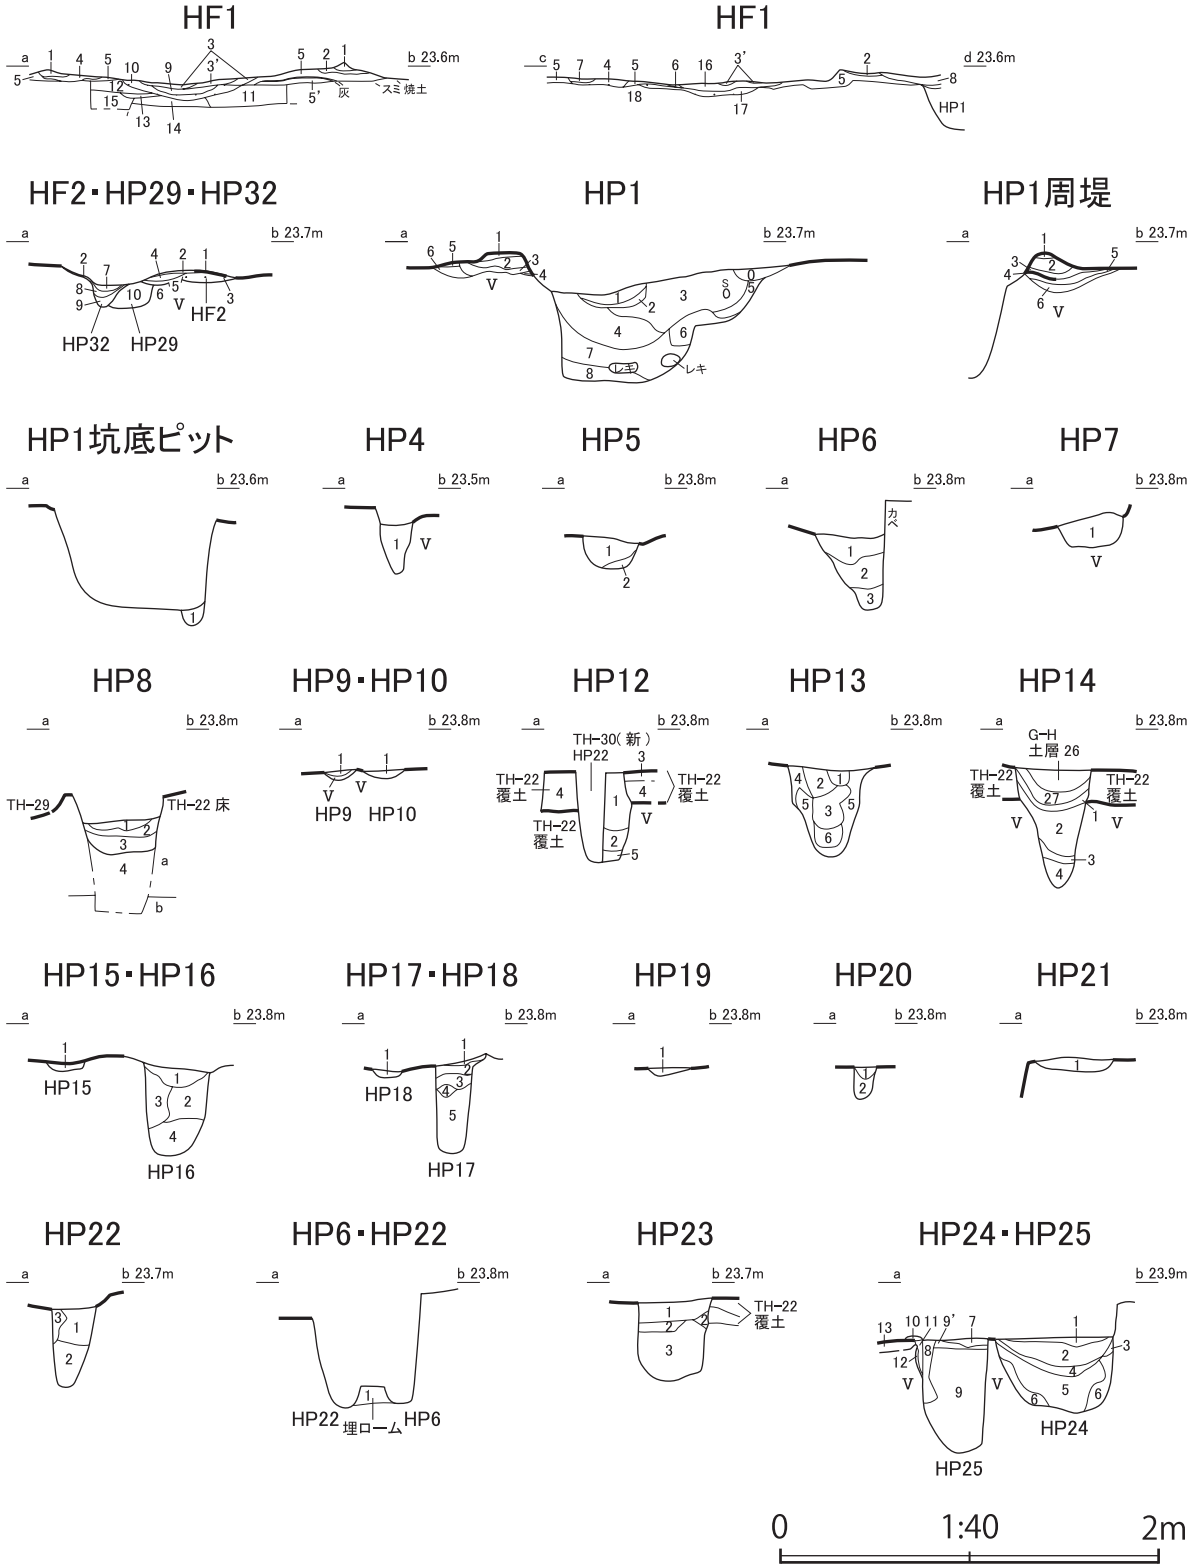 HF1
a
b 23.6m
1
4
5
10
9
3
3'
5
2
1
5
12
15
13
14
11
5'
灰
スミ 焼土
HF1
c
d 23.6m
5
7
4
5
6
16
3'
2
5
8
18
17
HP1
HF2・HP29・HP32
a
b 23.7m
2
7
4
2
1
8
9
10
6
5
V
3
HF2
HP32
HP29
HP1
a
b 23.7m
6
5
1
2
3
4
V
1
2
3
S
5
4
6
7
8
レキ
レキ
HP1周堤
a
b 23.7m
1
3
2
4
5
6
V
HP1坑底ピット
a
b 23.6m
1
HP4
a
b 23.5m
1
V
HP5
a
b 23.8m
1
2
HP6
a
b 23.8m
カベ
1
2
3
HP7
a
b 23.8m
1
V
HP8
a
b 23.8m
TH-29
TH-22 床
1
2
3
4
a
b
HP9・HP10
a
b 23.8m
1
1
V
V
HP9
HP10
HP12
a
b 23.8m
TH-30(新)
HP22
3
TH-22
覆土
4
1
4
TH-22
覆土
V
TH-22
覆土
2
5
HP13
a
b 23.8m
4
2
1
5
3
5
6
HP14
a
b 23.8m
G-H
土層 26
TH-22
覆土
TH-22
覆土
27
1
V
V
2
3
4
HP15・HP16
a
b 23.8m
1
HP15
1
3
2
4
HP16
HP17・HP18
a
b 23.8m
1
HP18
1
2
3
4
5
HP17
HP19
a
b 23.8m
1
HP20
a
b 23.8m
1
2
HP21
a
b 23.8m
1
HP22
a
b 23.7m
3
1
2
HP6・HP22
a
b 23.8m
1
HP22
HP6
埋ローム
HP23
a
b 23.7m
1
2
2
3
TH-22
覆土
HP24・HP25
a
b 23.9m
13
10
11
9'
7
1
12
8
2
3
4
V
9
V
5
6
6
HP24
HP25
0
1:40
2m